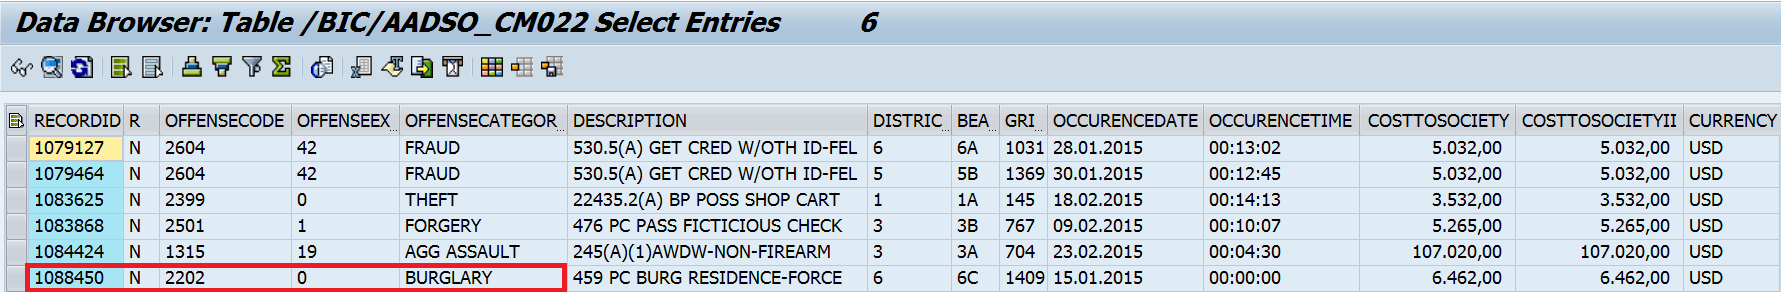 Data Browser: Table /BIC/AADSO_CM022 Select Entries 6
RECORDID R OFFENSECODE OFFENSEEX... OFFENSECATEGOR... DESCRIPTION DISTRIC... BEA... GRI... OCCURENCEDATE OCCURENCETIME COSTTOSOCIETY COSTTOSOCIETYII CURRENCY
1079127 N 2604 42 FRAUD 530.5(A) GET CRED W/OTH ID-FEL 6 6A 1031 28.01.2015 00:13:02 5.032,00 5.032,00 USD
1079464 N 2604 42 FRAUD 530.5(A) GET CRED W/OTH ID-FEL 5 5B 1369 30.01.2015 00:12:45 5.032,00 5.032,00 USD
1083625 N 2399 0 THEFT 22435.2(A) BP POSS SHOP CART 1 1A 145 18.02.2015 00:14:13 3.532,00 3.532,00 USD
1083868 N 2501 1 FORGERY 476 PC PASS FICTICIOUS CHECK 3 3B 767 09.02.2015 00:10:07 5.265,00 5.265,00 USD
1084424 N 1315 19 AGG ASSAULT 245(A)(1)AWDW-NON-FIREARM 3 3A 704 23.02.2015 00:04:30 107.020,00 107.020,00 USD
1088450 N 2202 0 BURGLARY 459 PC BURG RESIDENCE-FORCE 6 6C 1409 15.01.2015 00:00:00 6.462,00 6.462,00 USD